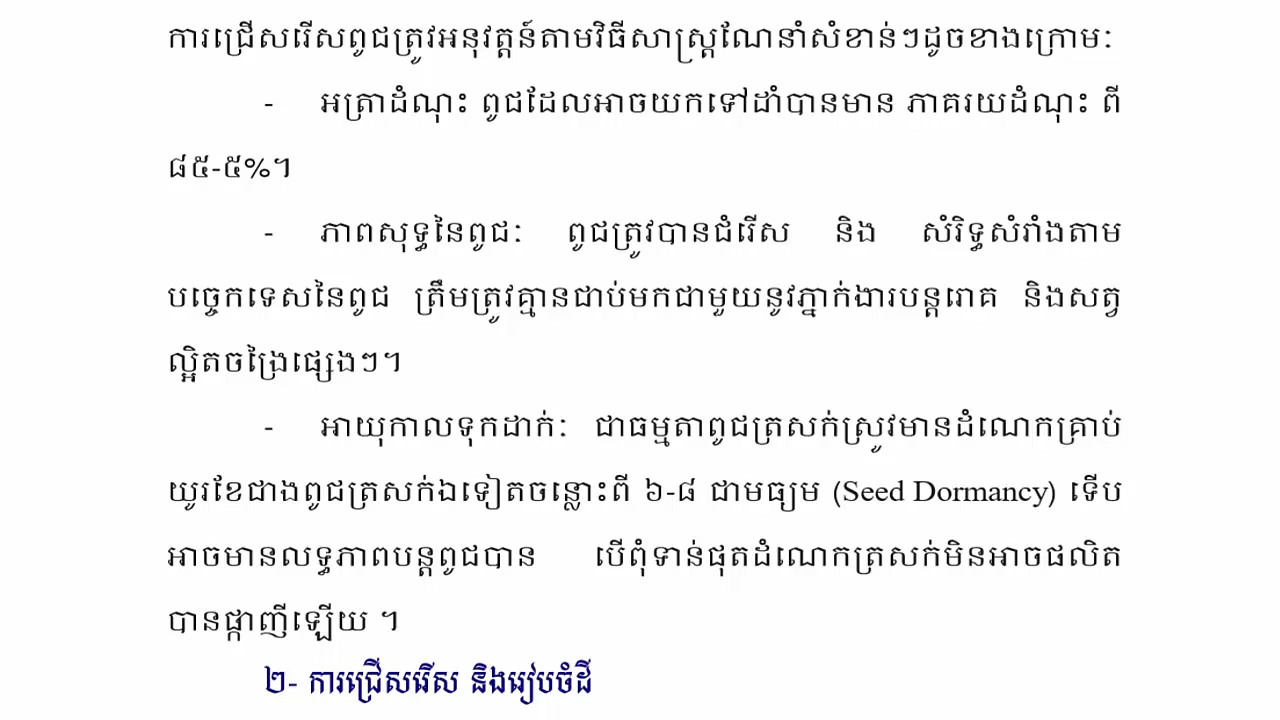 ការជ្រើសរើសពូជត្រូវអនុវត្តន៍តាមវិធីសាស្ត្រណែនាំសំខាន់ៗដូចខាងក្រោម៖
- អត្រាដំណុះ ពូជដែលអាចយកទៅដាំបានមាន ភាគរយដំណុះ ពី
៨៥-៥%។
- ភាពសុទ្ធនៃពូជៈ ពូជត្រូវបានជំរើស និង សំរិទ្ធសំរាំងតាម
បច្ចេកទេសនៃពូជ ត្រឹមត្រូវគ្មានជាប់មកជាមួយនូវភ្នាក់ងារបន្តរោគ និងសត្វ
ល្អិតចង្រៃផ្សេងៗ។
- អាយុកាលទុកដាក់ៈ ជាធម្មតាពូជត្រសក់ស្រូវមានដំណេកគ្រាប់
យូរខែជាងពូជត្រសក់ឯទៀតចន្លោះពី ៦-៨ ជាមធ្យម (Seed Dormancy) ទើប
អាចមានលទ្ធភាពបន្តពូជបាន បើពុំទាន់ផុតដំណេកត្រសក់មិនអាចផលិត
បានផ្កាញីឡើយ ។
២- ការជ្រើសរើស និងរៀបចំដី